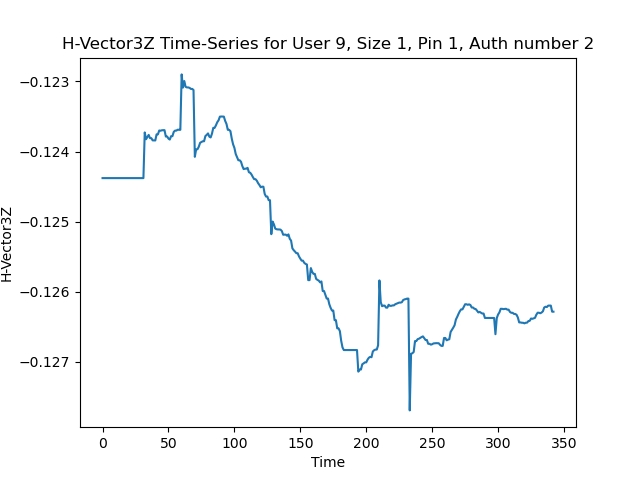 H-Vector3Z Time-Series for User 9, Size 1, Pin 1, Auth number 2
H-Vector3Z
−0.123
−0.124
−0.125
−0.126
−0.127
0 50 100 150 200 250 300 350
Time